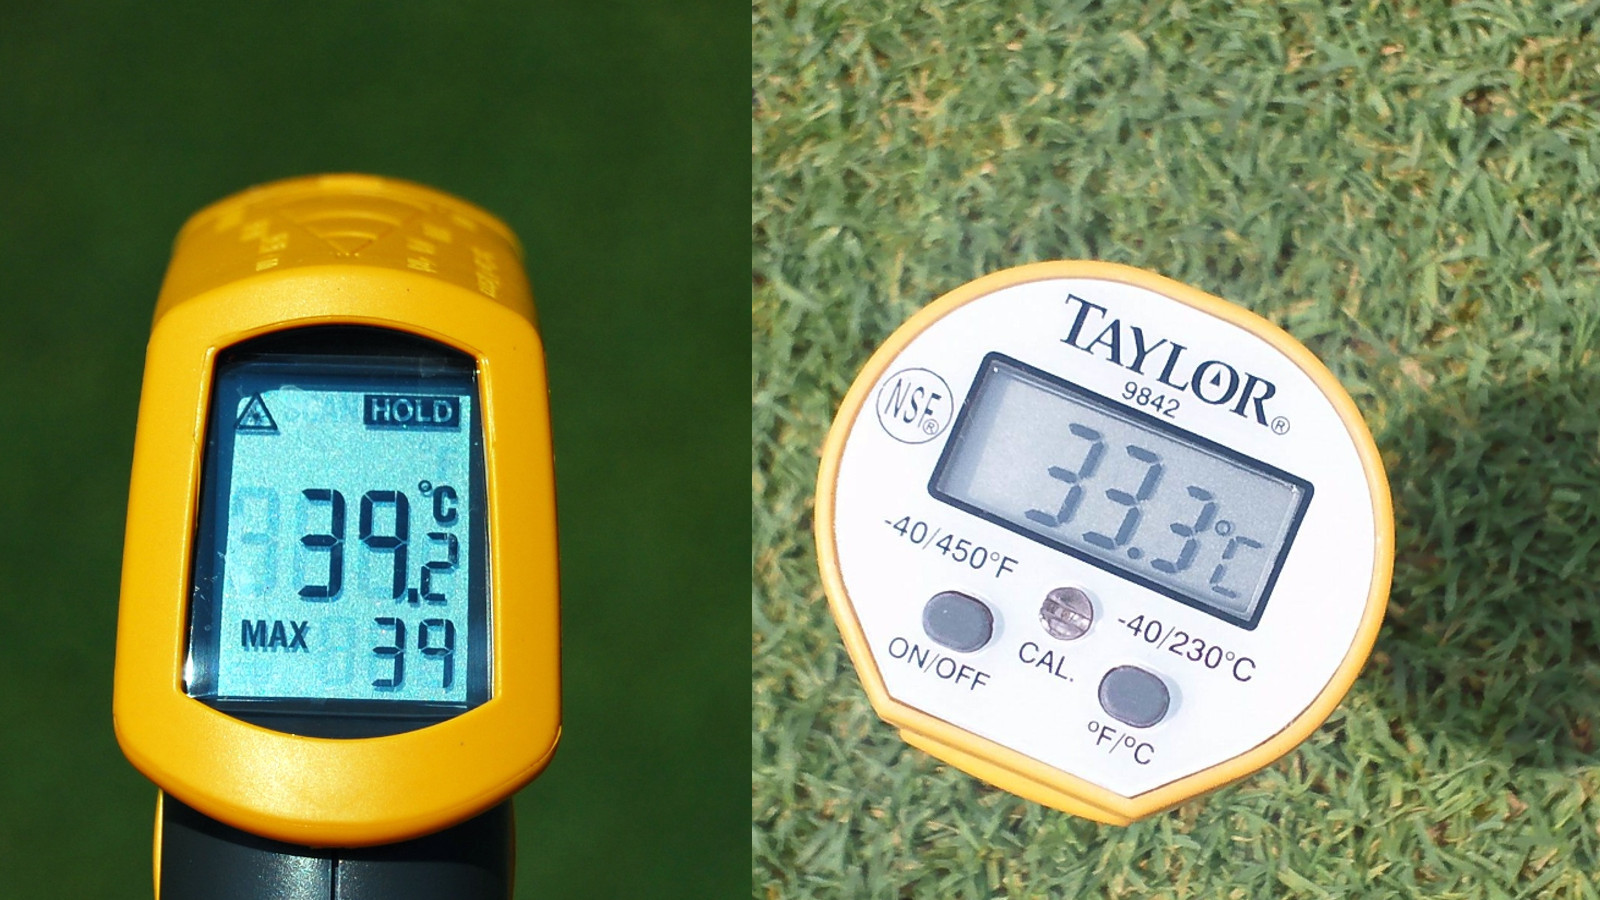 HOLD
39.2°C
MAX 39
TAYLOR®
9842
NSF®
33.3°C
-40/450°F
-40/230°C
ON/OFF
CAL.
°F/°C